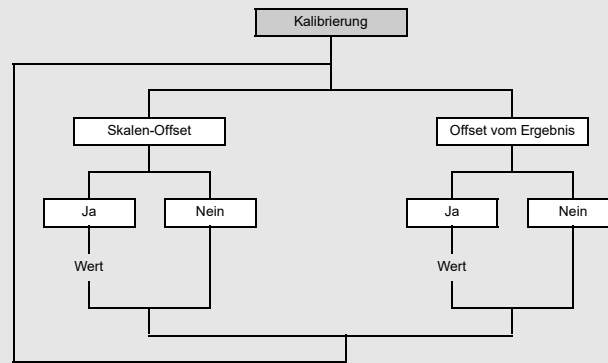 Kalibrierung
Skalen-Offset
Offset vom Ergebnis
Ja
Nein
Ja
Nein
Wert
Wert